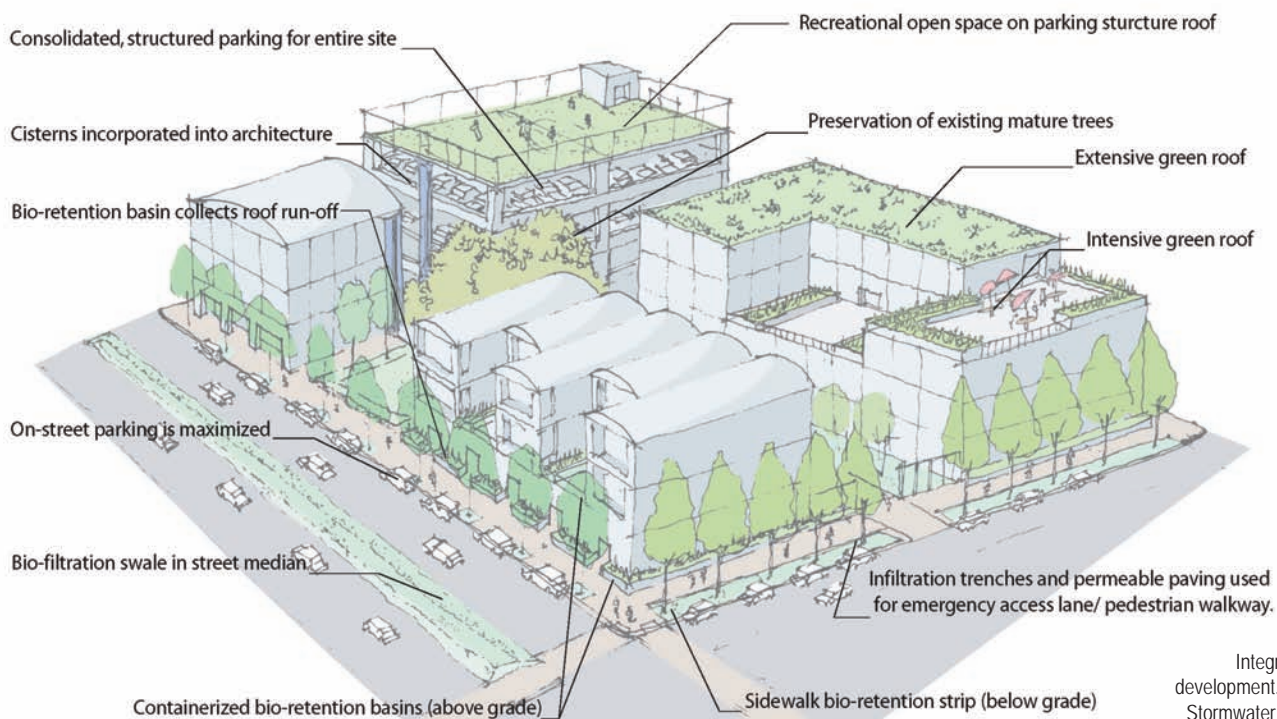 Consolidated, structured parking for entire site
Recreational open space on parking sturcture roof
Cisterns incorporated into architecture
Preservation of existing mature trees
Extensive green roof
Bio-retention basin collects roof run-off
Intensive green roof
On-street parking is maximized
Bio-filtration swale in street median
Infiltration trenches and permeable paving used
for emergency access lane/ pedestrian walkway.
Containerized bio-retention basins (above grade)
Sidewalk bio-retention strip (below grade)
development
Stormwater